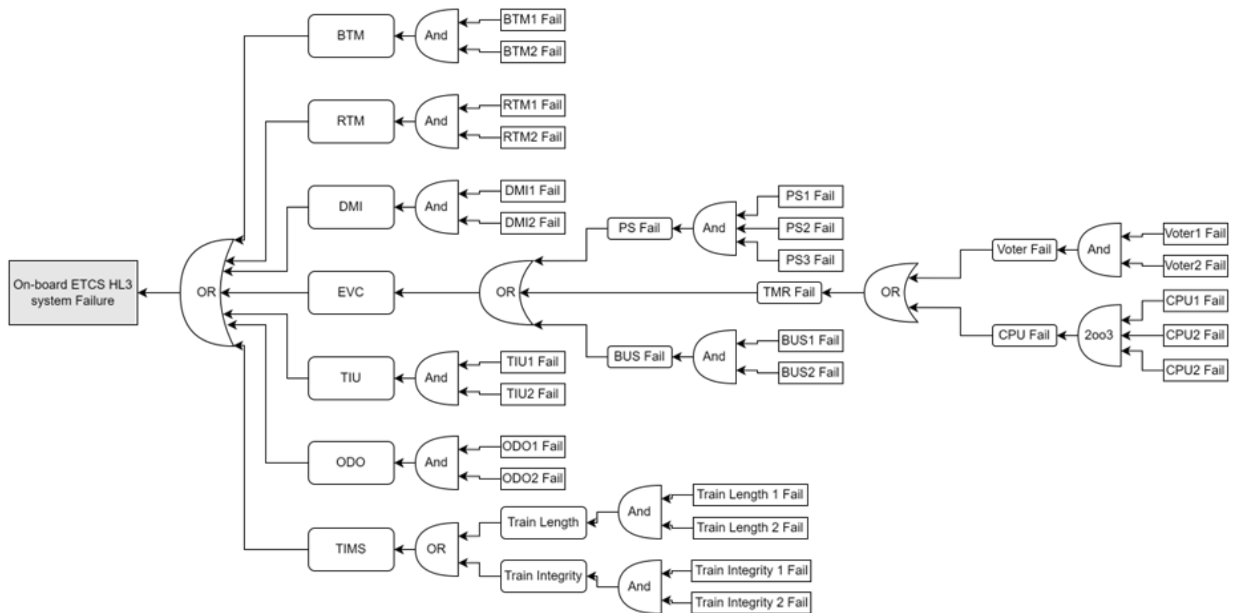 BTM
And
BTM1 Fail
BTM2 Fail
RTM
And
RTM1 Fail
RTM2 Fail
DMI
And
DMI1 Fail
DMI2 Fail
On-board ETCS HL3
system Failure
OR
EVC
OR
PS Fail
And
PS1 Fail
PS2 Fail
PS3 Fail
TMR Fail
OR
Voter Fail
And
Voter1 Fail
Voter2 Fail
CPU Fail
2oo3
CPU1 Fail
CPU2 Fail
CPU2 Fail
BUS Fail
And
BUS1 Fail
BUS2 Fail
TIU
And
TIU1 Fail
TIU2 Fail
ODO
And
ODO1 Fail
ODO2 Fail
TIMS
OR
Train Length
And
Train Length 1 Fail
Train Length 2 Fail
Train Integrity
And
Train Integrity 1 Fail
Train Integrity 2 Fail